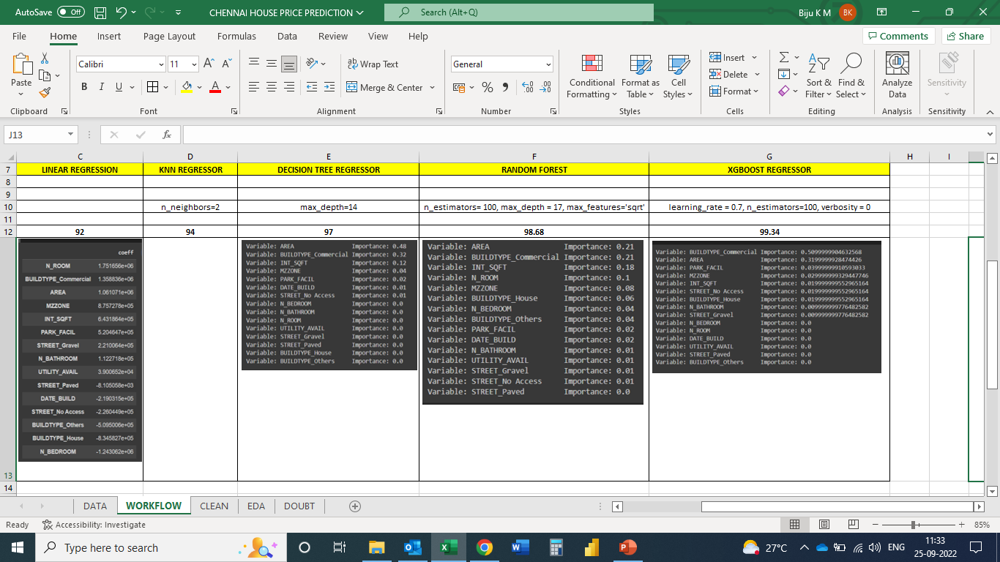 AutoSave Off CHENNAI HOUSE PRICE PREDICTION Search (Alt+Q) Biju K M BK
File Home Insert Page Layout Formulas Data Review View Help Comments Share
Paste Calibri 11 Wrap Text General Conditional Formatting Format as Table Cell Styles Insert Sort & Filter Find & Select Analyze Data Sensitivity
B I U A Merge & Center Delete
Format
Clipboard Font Alignment Number Styles Cells Editing Analysis Sensitivity
J13 fx
C D E F G H I
7 LINEAR REGRESSION KNN REGRESSOR DECISION TREE REGRESSOR RANDOM FOREST XGBOOST REGRESSOR
8
9
10 n_neighbors=2 max_depth=14 n_estimators= 100, max_depth = 17, max_features='sqrt' learning_rate = 0.7, n_estimators=100, verbosity = 0
11
12 92 94 97 98.68 99.34
coeff
N_ROOM 1.751656e+06
BUILDTYPE_Commercial 1.358836e+06
AREA 1.061071e+06
MZZONE 8.757278e+05
INT_SQFT 6.431864e+05
PARK_FACIL 5.204647e+05
STREET_Gravel 2.210064e+05
N_BATHROOM 1.122718e+05
UTILITY_AVAIL 3.900652e+04
STREET_Paved -8.105058e+03
DATE_BUILD -2.190315e+05
STREET_No Access -2.260449e+05
BUILDTYPE_Others -5.095006e+05
BUILDTYPE_House -8.345827e+05
N_BEDROOM -1.243062e+06
Variable: AREA Importance: 0.48
Variable: BUILDTYPE_Commercial Importance: 0.32
Variable: INT_SQFT Importance: 0.12
Variable: MZZONE Importance: 0.04
Variable: PARK_FACIL Importance: 0.02
Variable: DATE_BUILD Importance: 0.01
Variable: STREET_No Access Importance: 0.01
Variable: N_BEDROOM Importance: 0.0
Variable: N_BATHROOM Importance: 0.0
Variable: N_ROOM Importance: 0.0
Variable: UTILITY_AVAIL Importance: 0.0
Variable: STREET_Gravel Importance: 0.0
Variable: STREET_Paved Importance: 0.0
Variable: BUILDTYPE_House Importance: 0.0
Variable: BUILDTYPE_Others Importance: 0.0
Variable: AREA Importance: 0.21
Variable: BUILDTYPE_Commercial Importance: 0.21
Variable: INT_SQFT Importance: 0.18
Variable: N_ROOM Importance: 0.1
Variable: MZZONE Importance: 0.08
Variable: BUILDTYPE_House Importance: 0.06
Variable: N_BEDROOM Importance: 0.04
Variable: BUILDTYPE_Others Importance: 0.04
Variable: PARK_FACIL Importance: 0.02
Variable: DATE_BUILD Importance: 0.02
Variable: N_BATHROOM Importance: 0.01
Variable: UTILITY_AVAIL Importance: 0.01
Variable: STREET_Gravel Importance: 0.01
Variable: STREET_No Access Importance: 0.01
Variable: STREET_Paved Importance: 0.0
Variable: BUILDTYPE_Commercial Importance: 0.5099999904632568
Variable: AREA Importance: 0.3199999928474426
Variable: PARK_FACIL Importance: 0.03999999910593033
Variable: MZZONE Importance: 0.029999999329447746
Variable: INT_SQFT Importance: 0.019999999552965164
Variable: STREET_No Access Importance: 0.019999999552965164
Variable: BUILDTYPE_House Importance: 0.019999999552965164
Variable: N_BATHROOM Importance: 0.009999999776482582
Variable: STREET_Gravel Importance: 0.009999999776482582
Variable: N_BEDROOM Importance: 0.0
Variable: N_ROOM Importance: 0.0
Variable: DATE_BUILD Importance: 0.0
Variable: UTILITY_AVAIL Importance: 0.0
Variable: STREET_Paved Importance: 0.0
Variable: BUILDTYPE_Others Importance: 0.0
13
14
DATA WORKFLOW CLEAN EDA DOUBT
Ready Accessibility: Investigate 85%
Type here to search 27°C ENG 11:33
25-09-2022